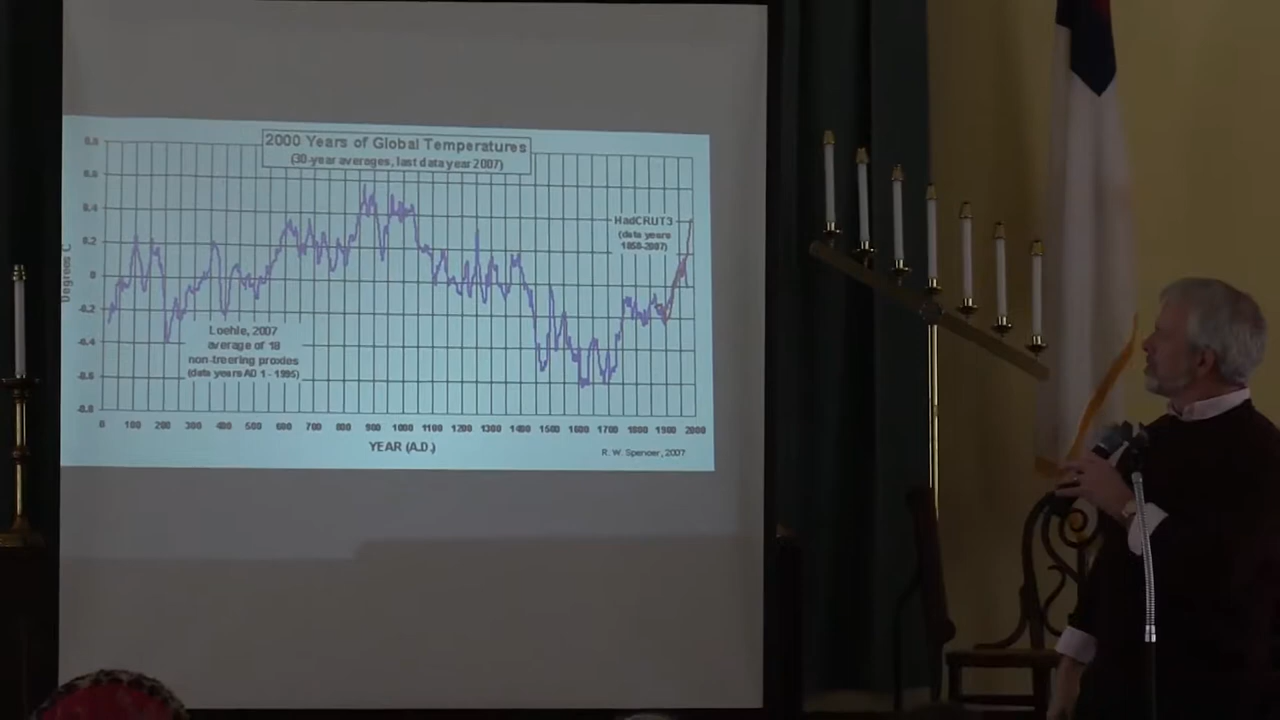 2000 Years of Global Temperatures
(30-year averages, last data year 2007)
0.8
0.6
0.4
0.2
0
-0.2
-0.4
-0.6
-0.8
Degrees C
HadCRUT3
(data years
1850-2007)
Loehle, 2007
average of 18
non-treering proxies
(data years AD 1 - 1995)
0 100 200 300 400 500 600 700 800 900 1000 1100 1200 1300 1400 1500 1600 1700 1800 1900 2000
YEAR (A.D.)
R. W. Spencer, 2007